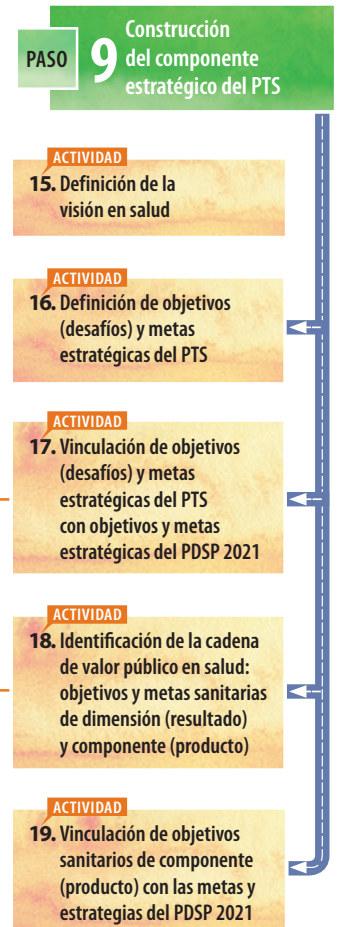 PASO
9
Construcción
del componente
estratégico del PTS
ACTIVIDAD
15. Definición de la
visión en salud
ACTIVIDAD
16. Definición de objetivos
(desafíos) y metas
estratégicas del PTS
ACTIVIDAD
17. Vinculación de objetivos
(desafíos) y metas
estratégicas del PTS
con objetivos y metas
estratégicas del PDSP 2021
ACTIVIDAD
18. Identificación de la cadena
de valor público en salud:
objetivos y metas sanitarias
de dimensión (resultado)
y componente (producto)
ACTIVIDAD
19. Vinculación de objetivos
sanitarios de componente
(producto) con las metas y
estrategias del PDSP 2021